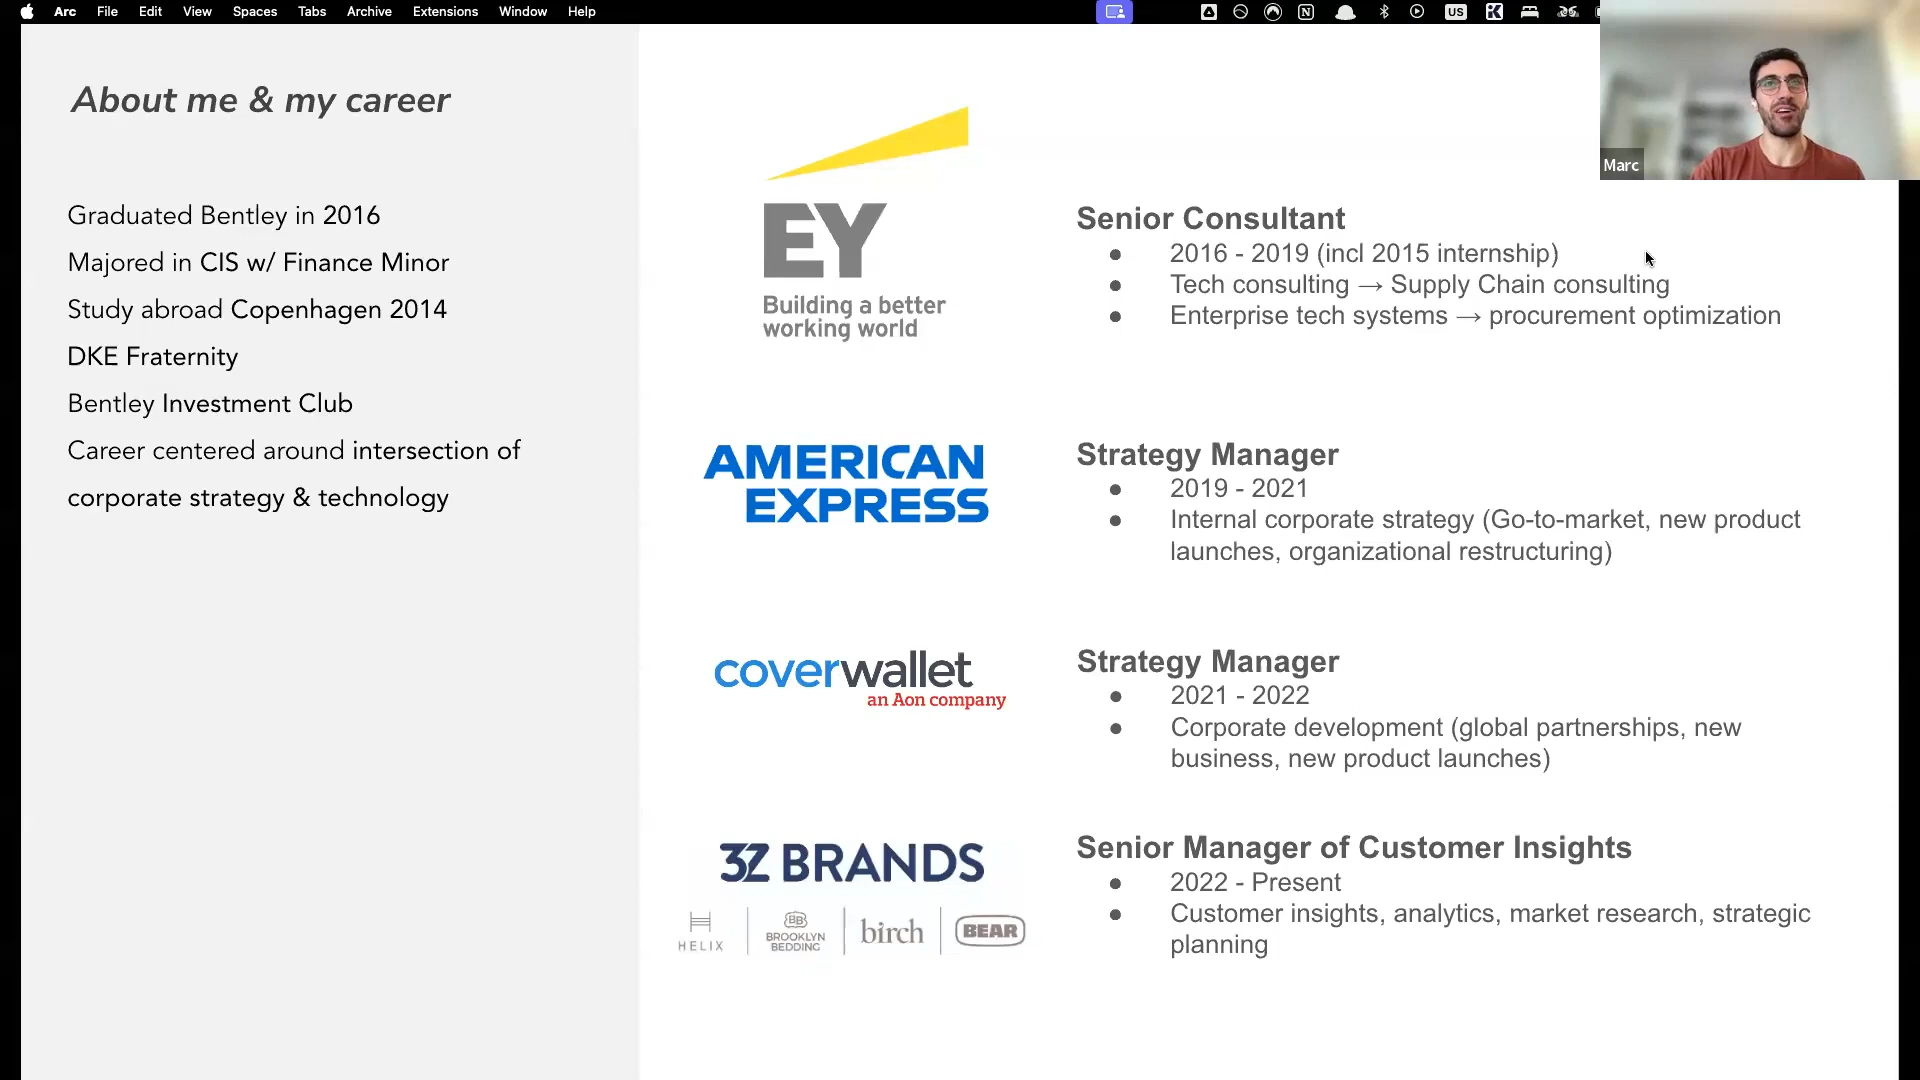 Arc File Edit View Spaces Tabs Archive Extensions Window Help
US
Marc
About me & my career
Graduated Bentley in 2016
Majored in CIS w/ Finance Minor
Study abroad Copenhagen 2014
DKE Fraternity
Bentley Investment Club
Career centered around intersection of
corporate strategy & technology
EY
Building a better
working world
Senior Consultant
● 2016 - 2019 (incl 2015 internship)
● Tech consulting → Supply Chain consulting
● Enterprise tech systems → procurement optimization
AMERICAN
EXPRESS
Strategy Manager
● 2019 - 2021
● Internal corporate strategy (Go-to-market, new product
launches, organizational restructuring)
coverwallet
an Aon company
Strategy Manager
● 2021 - 2022
● Corporate development (global partnerships, new
business, new product launches)
3Z BRANDS
HELIX
BB
BROOKLYN
BEDDING
birch
BEAR
Senior Manager of Customer Insights
● 2022 - Present
● Customer insights, analytics, market research, strategic
planning